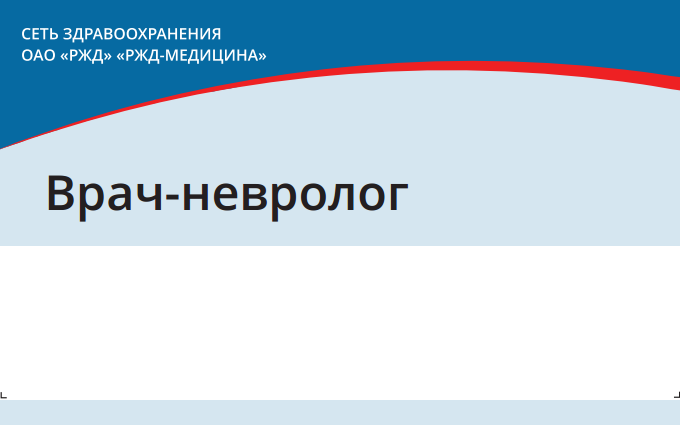 СЕТЬ ЗДРАВООХРАНЕНИЯ
ОАО «РЖД» «РЖД-МЕДИЦИНА»
Врач-невролог